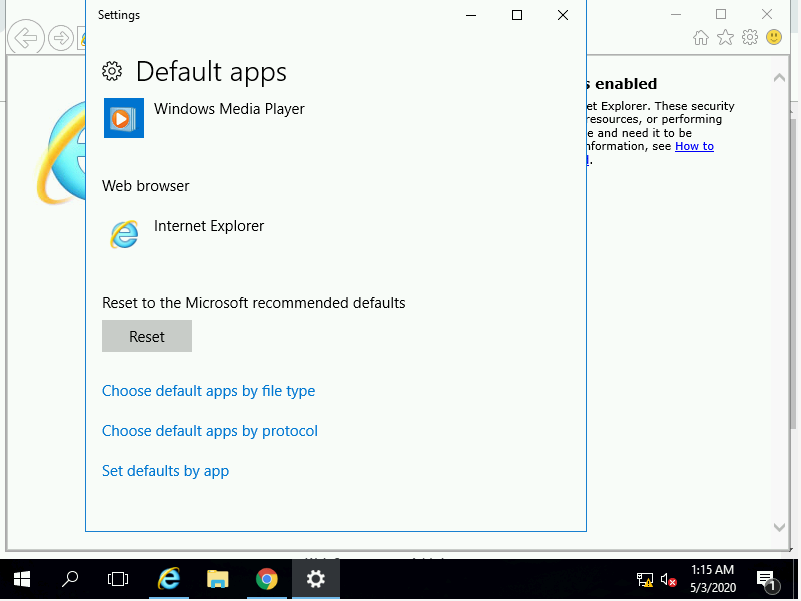 Settings
Default apps
Windows Media Player
Web browser
Internet Explorer
Reset to the Microsoft recommended defaults
Reset
Choose default apps by file type
Choose default apps by protocol
Set defaults by app
enabled
Explorer. These security
resources, or performing
and need it to be
see How to
1:15 AM
5/3/2020
1